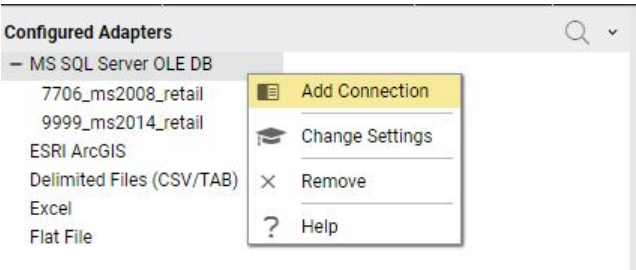 Configured Adapters
MS SQL Server OLE DB
7706_ms2008_retail
9999_ms2014_retail
ESRI ArcGIS
Delimited Files (CSV/TAB)
Excel
Flat File
Add Connection
Change Settings
Remove
? Help